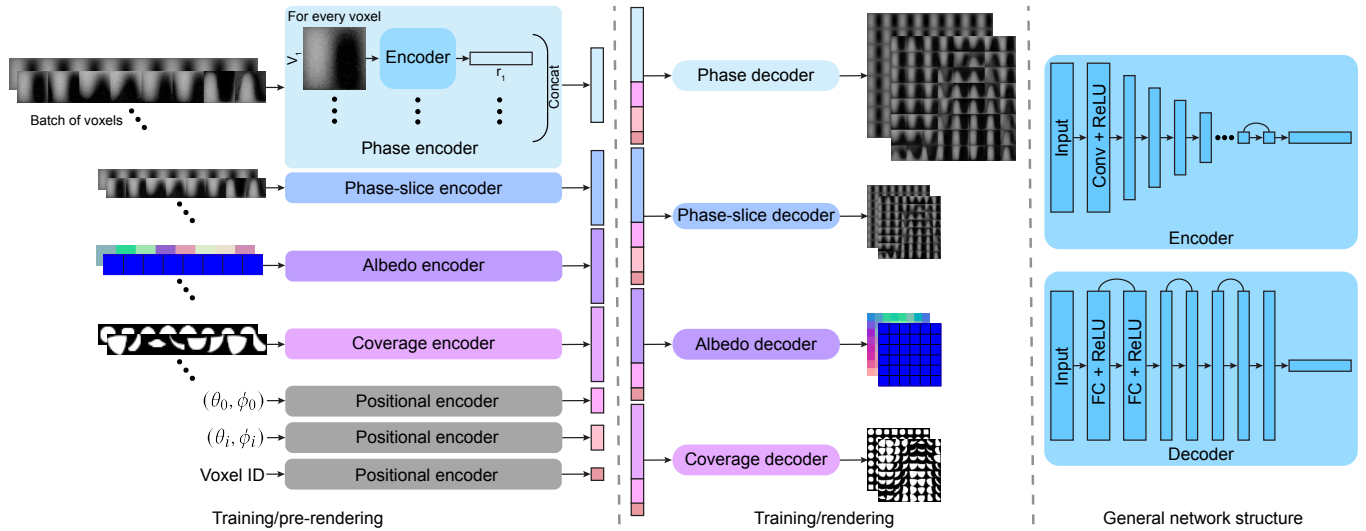 For every voxel
V₁
Encoder
r₁
Concat
Phase encoder
Batch of voxels
Phase-slice encoder
Albedo encoder
Coverage encoder
(θ₀, ϕ₀)
Positional encoder
(θᵢ, ϕᵢ)
Positional encoder
Voxel ID
Positional encoder
Training/pre-rendering
Phase decoder
Phase-slice decoder
Albedo decoder
Coverage decoder
Training/rendering
Input
Conv + ReLU
Encoder
Input
FC + ReLU
FC + ReLU
Decoder
General network structure